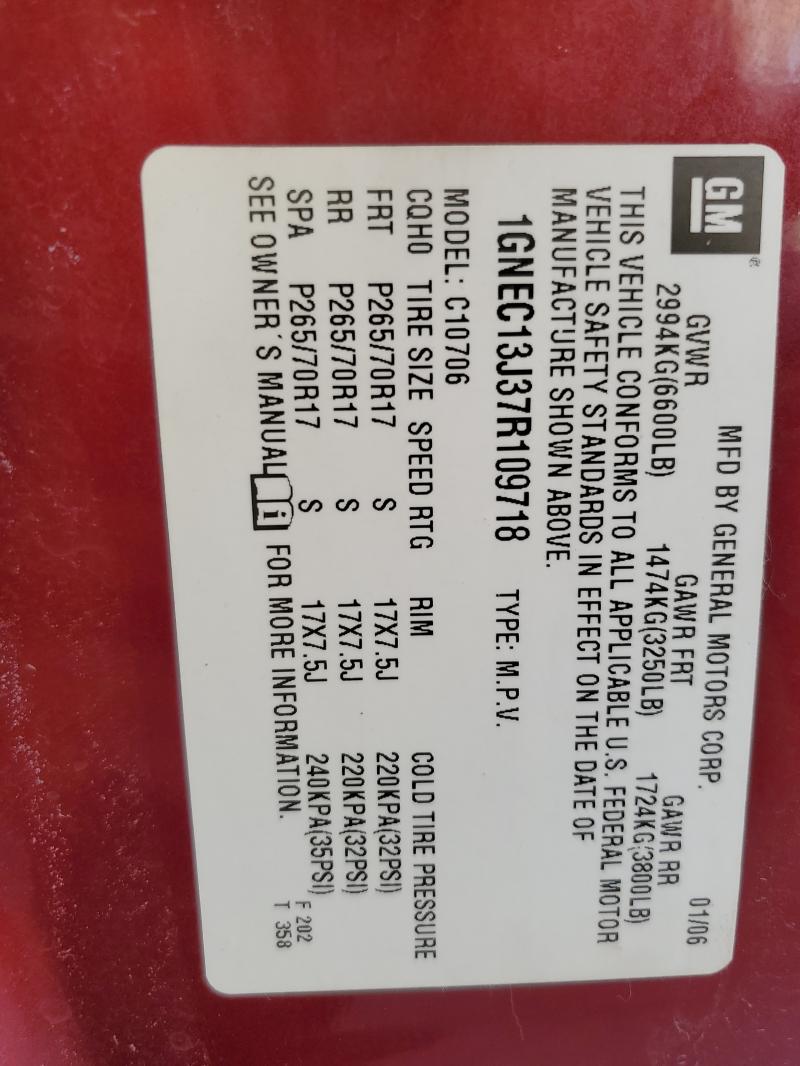 GM®
MFD BY GENERAL MOTORS CORP. 01/06
GVWR GAWR FRT GAWR RR
2994KG(6600LB) 1474KG(3250LB) 1724KG(3800LB)
THIS VEHICLE CONFORMS TO ALL APPLICABLE U.S. FEDERAL MOTOR
VEHICLE SAFETY STANDARDS IN EFFECT ON THE DATE OF
MANUFACTURE SHOWN ABOVE.
1GNEC13J37R109718 TYPE: M.P.V.
MODEL: C10706
CQHO TIRE SIZE SPEED RTG RIM COLD TIRE PRESSURE
FRT P265/70R17 S 17X7.5J 220KPA(32PSI)
RR P265/70R17 S 17X7.5J 220KPA(32PSI)
SPA P265/70R17 S 17X7.5J 240KPA(35PSI)
SEE OWNER'S MANUAL i FOR MORE INFORMATION.
F 202
T 358